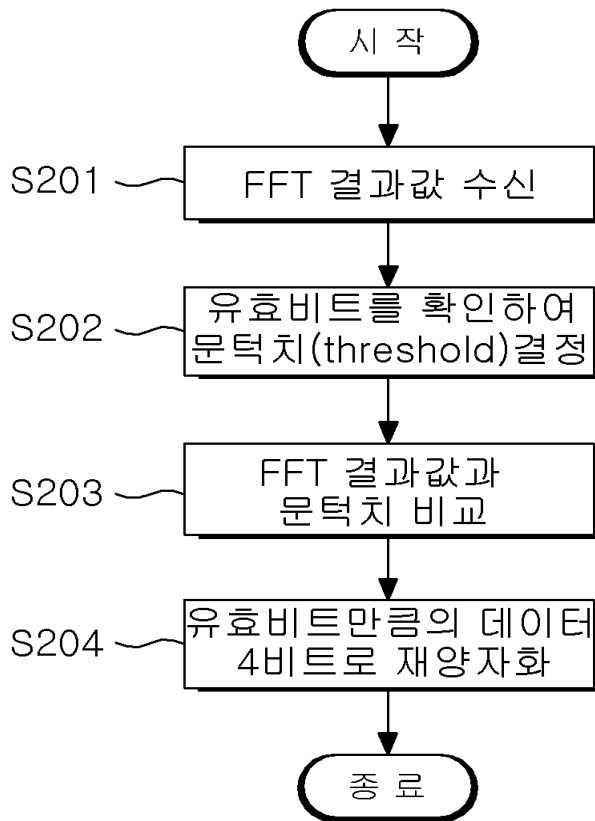 시 작
S201
FFT 결과값 수신
S202
유효비트를 확인하여
문턱치(threshold)결정
S203
FFT 결과값과
문턱치 비교
S204
유효비트만큼의 데이터
4비트로 재양자화
종 료